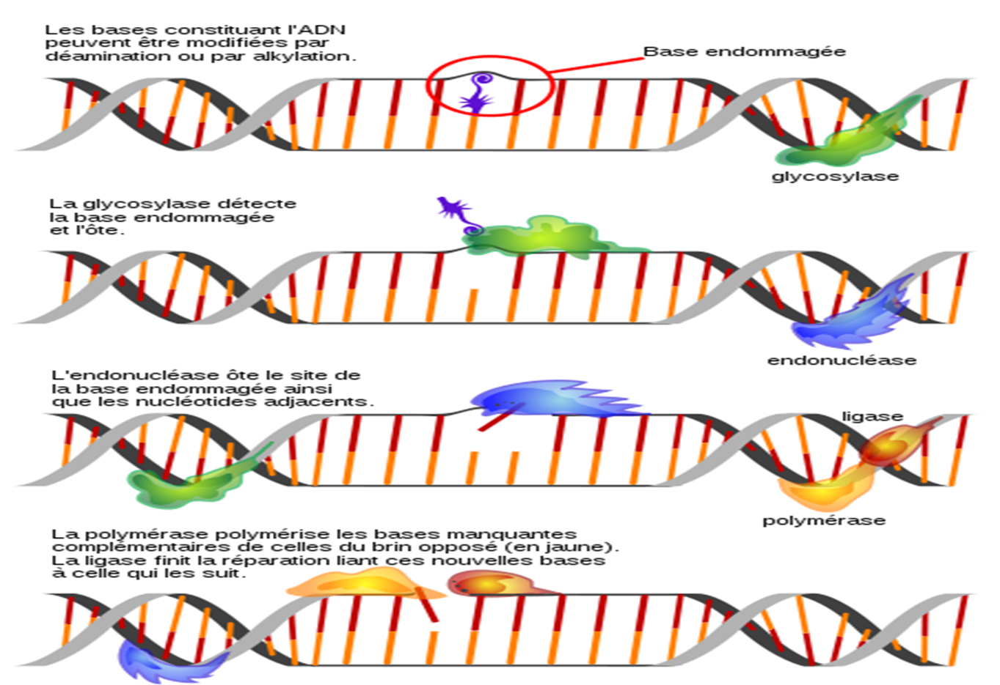 Les bases constituant l'ADN
peuvent être modifiées par
déamination ou par alkylation.
Base endommagée
glycosylase
La glycosylase détecte
la base endommagée
et l'ôte.
endonucléase
L'endonucléase ôte le site de
la base endommagée ainsi
que les nucléotides adjacents.
ligase
polymérase
La polymérase polymérise les bases manquantes
complémentaires de celles du brin opposé (en jaune).
La ligase finit la réparation liant ces nouvelles bases
à celle qui les suit.